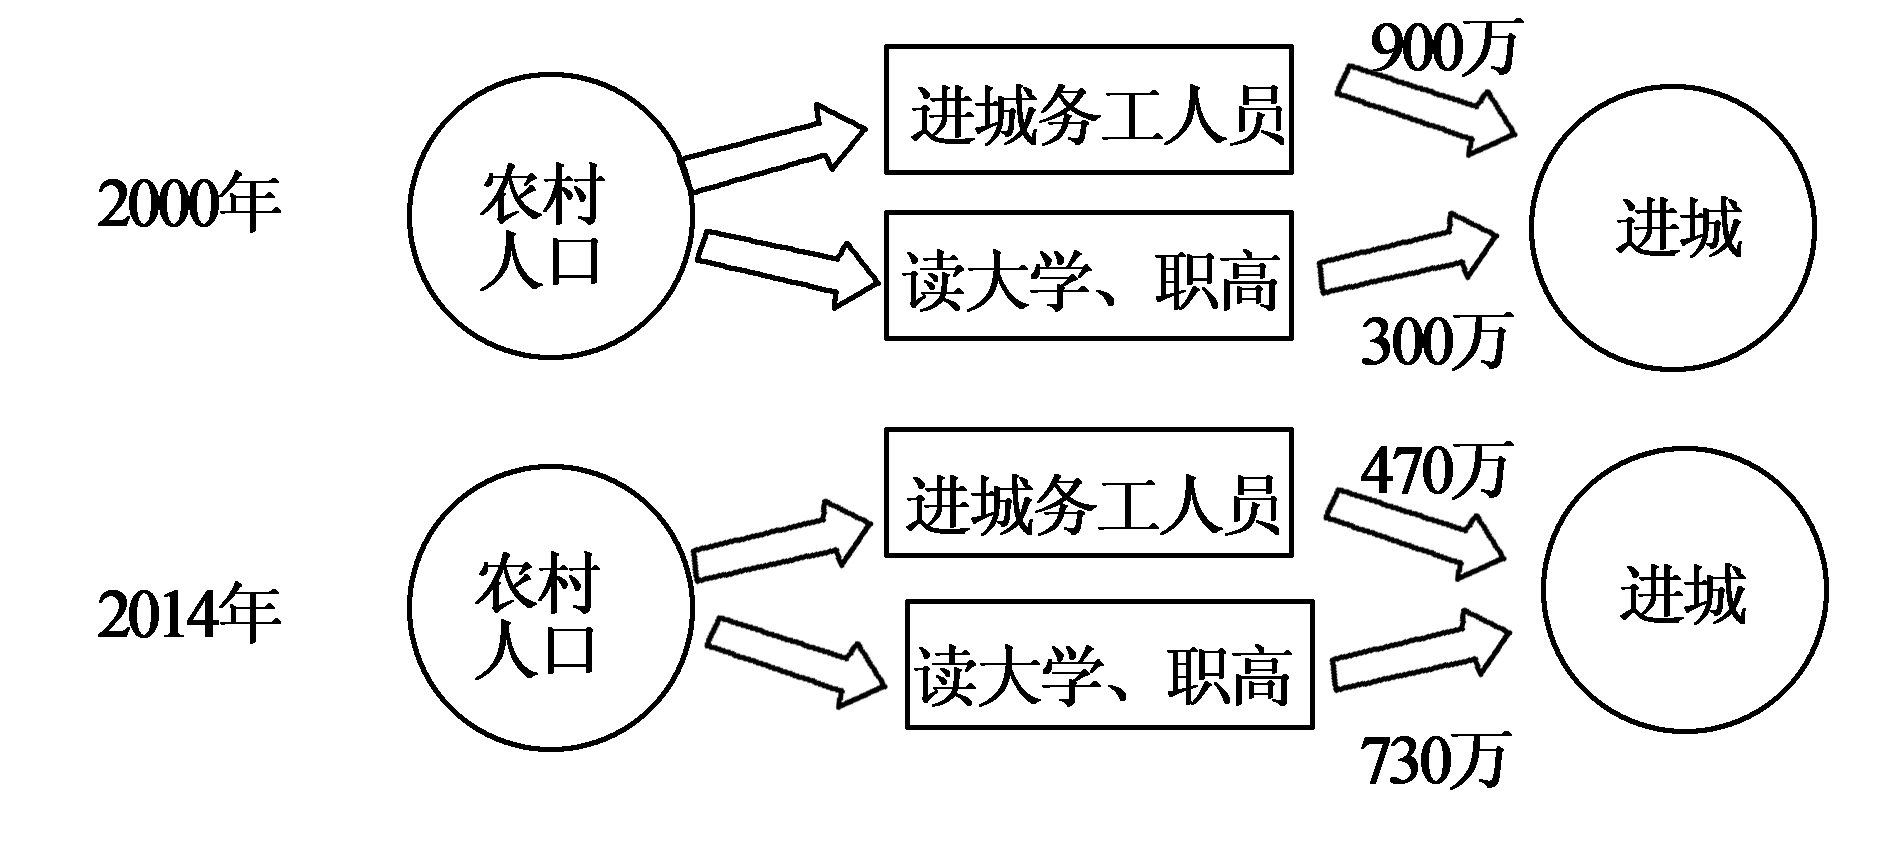 2000年
农村
人口
进城务工人员
900万
读大学、职高
300万
进城
2014年
农村
人口
进城务工人员
470万
读大学、职高
730万
进城